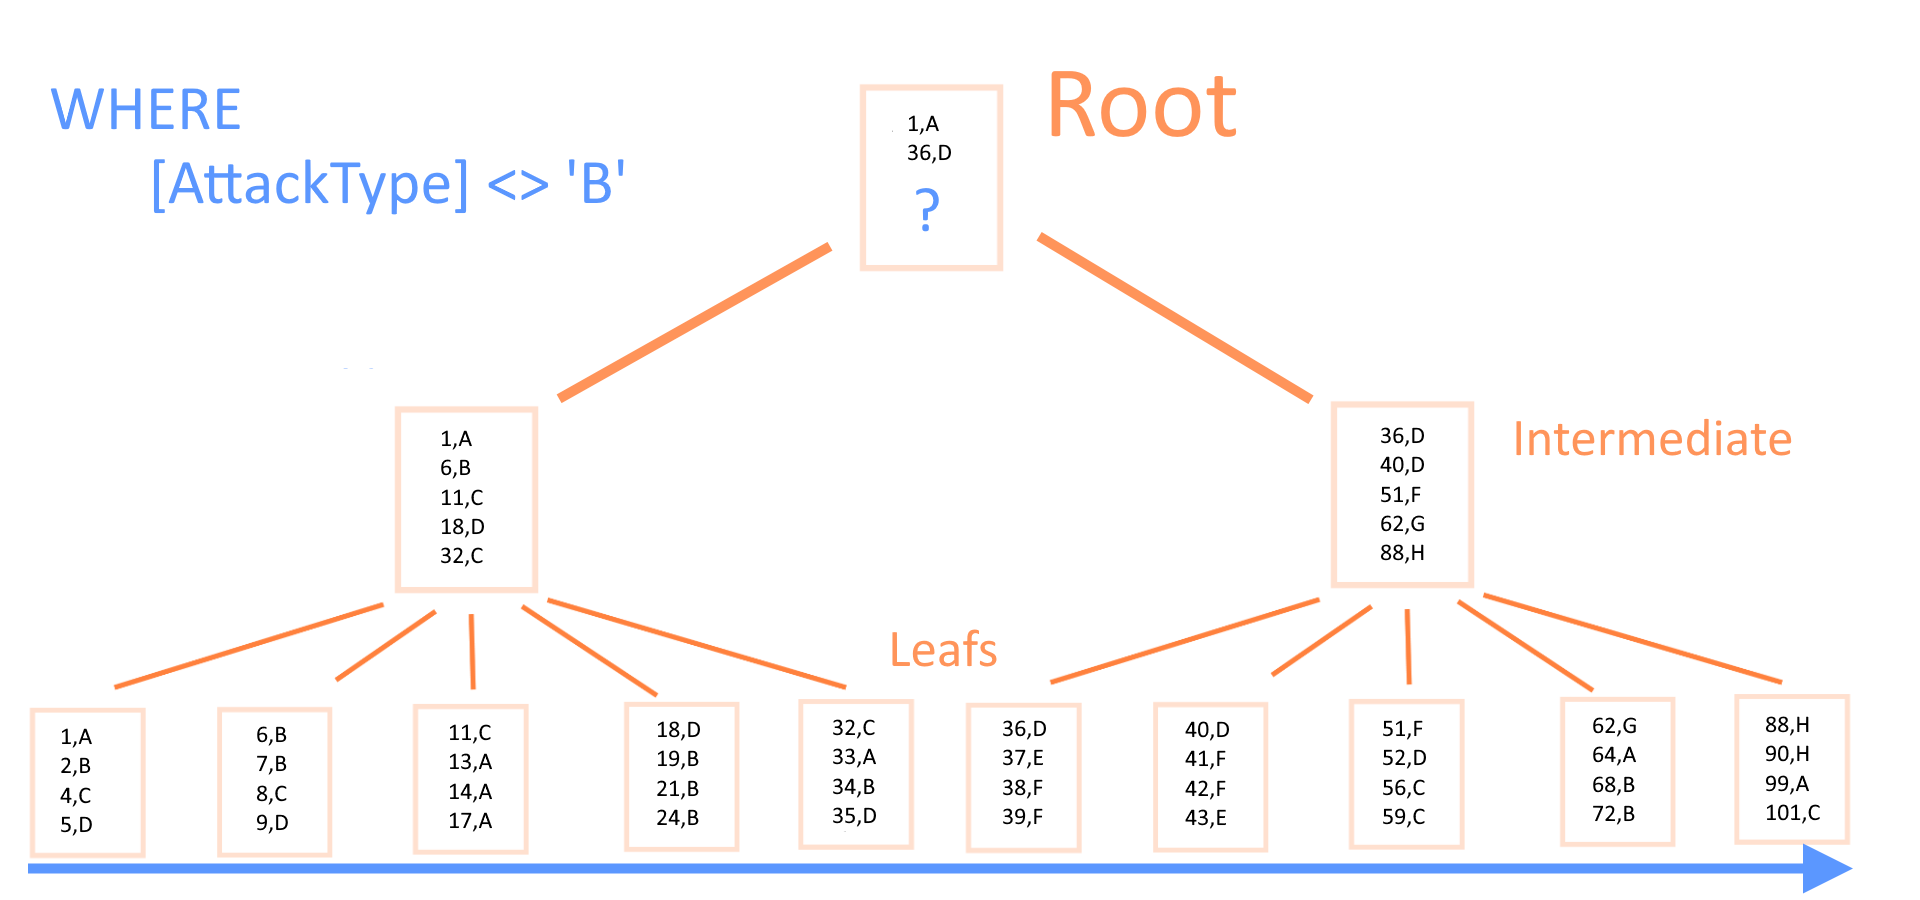 WHERE
[AttackType] <> 'B'
Root
1,A
36,D
?
Intermediate
1,A
6,B
11,C
18,D
32,C
36,D
40,D
51,F
62,G
88,H
Leafs
1,A
2,B
4,C
5,D
6,B
7,B
8,C
9,D
11,C
13,A
14,A
17,A
18,D
19,B
21,B
24,B
32,C
33,A
34,B
35,D
36,D
37,E
38,F
39,F
40,D
41,F
42,F
43,E
51,F
52,D
56,C
59,C
62,G
64,A
68,B
72,B
88,H
90,H
99,A
101,C